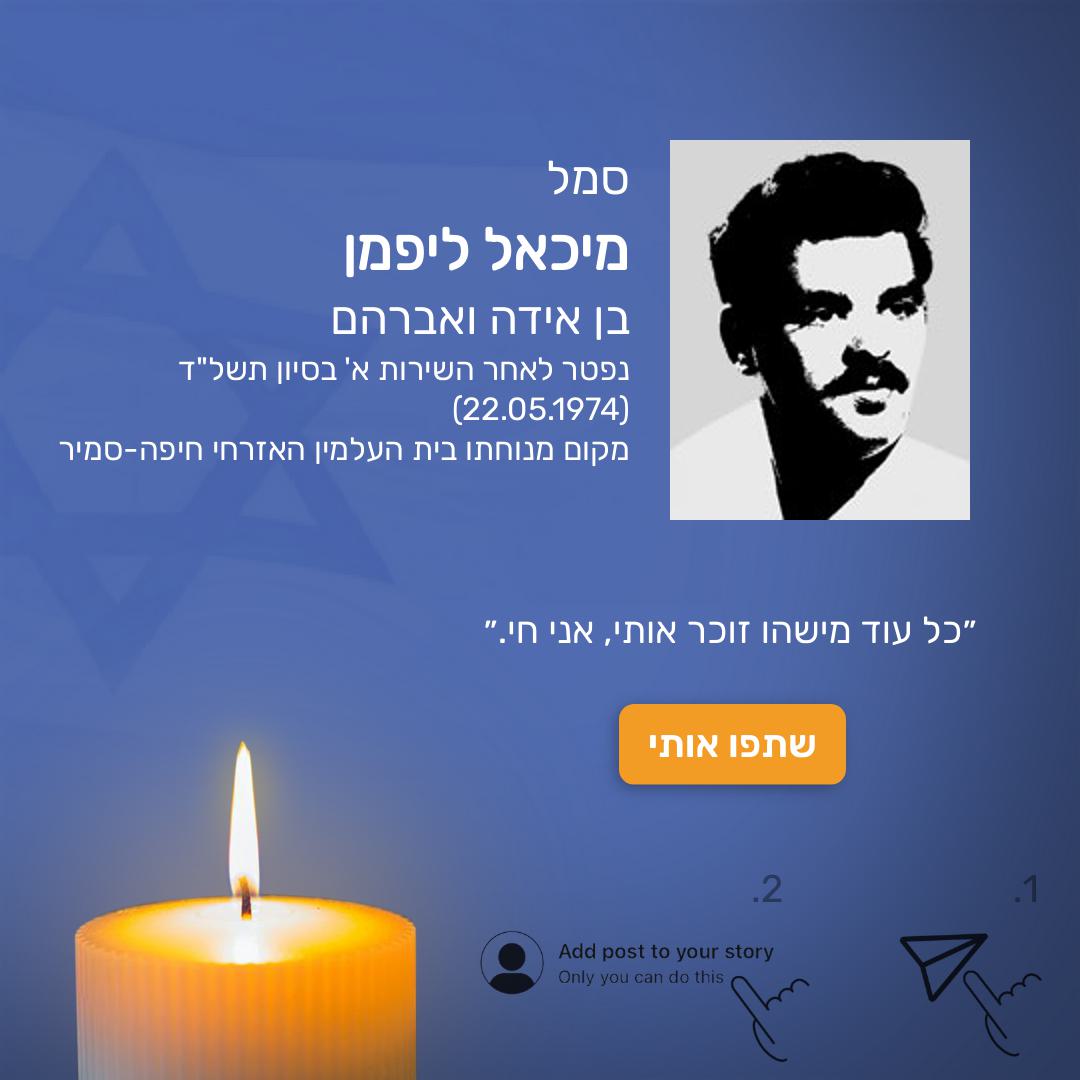 סמל
מיכאל ליפמן
בן אידה ואברהם
נפטר לאחר השירות א' בסיון תשל"ד
(22.05.1974)
מקום מנוחתו בית העלמין האזרחי חיפה-סמיר
״כל עוד מישהו זוכר אותי, אני חי.״
שתפו אותי
1.
2.
Add post to your story
Only you can do this